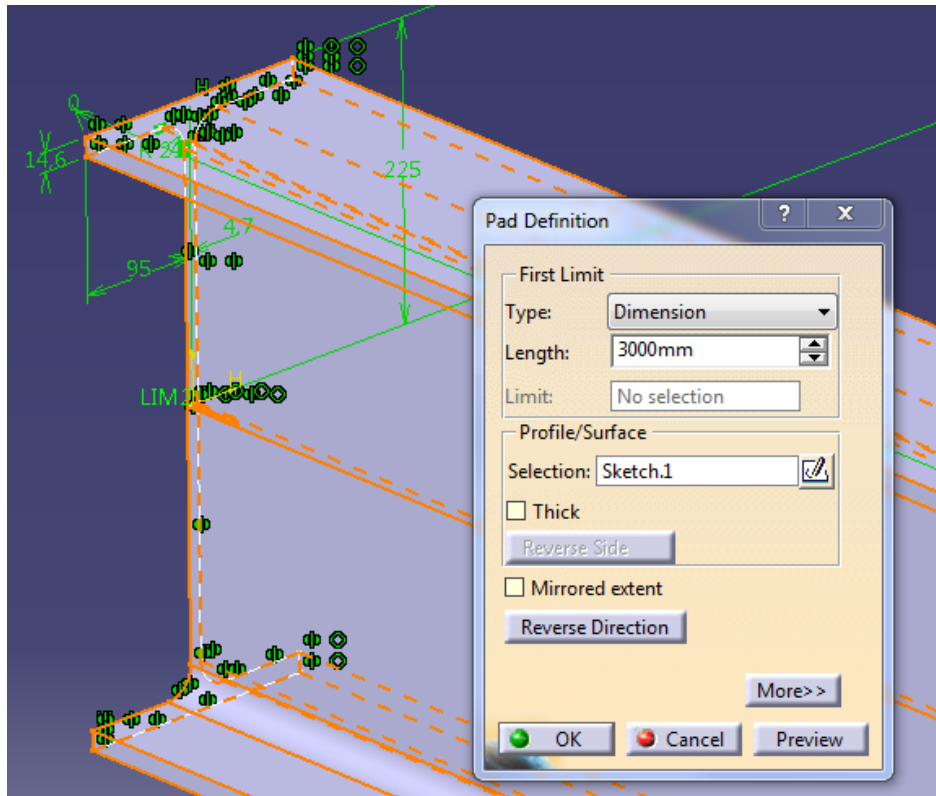 225
14,6
4,7
95
H
LIM2
Pad Definition
? X
First Limit
Type: Dimension
Length: 3000mm
Limit: No selection
Profile/Surface
Selection: Sketch.1
Thick
Reverse Side
Mirrored extent
Reverse Direction
More>>
OK Cancel Preview